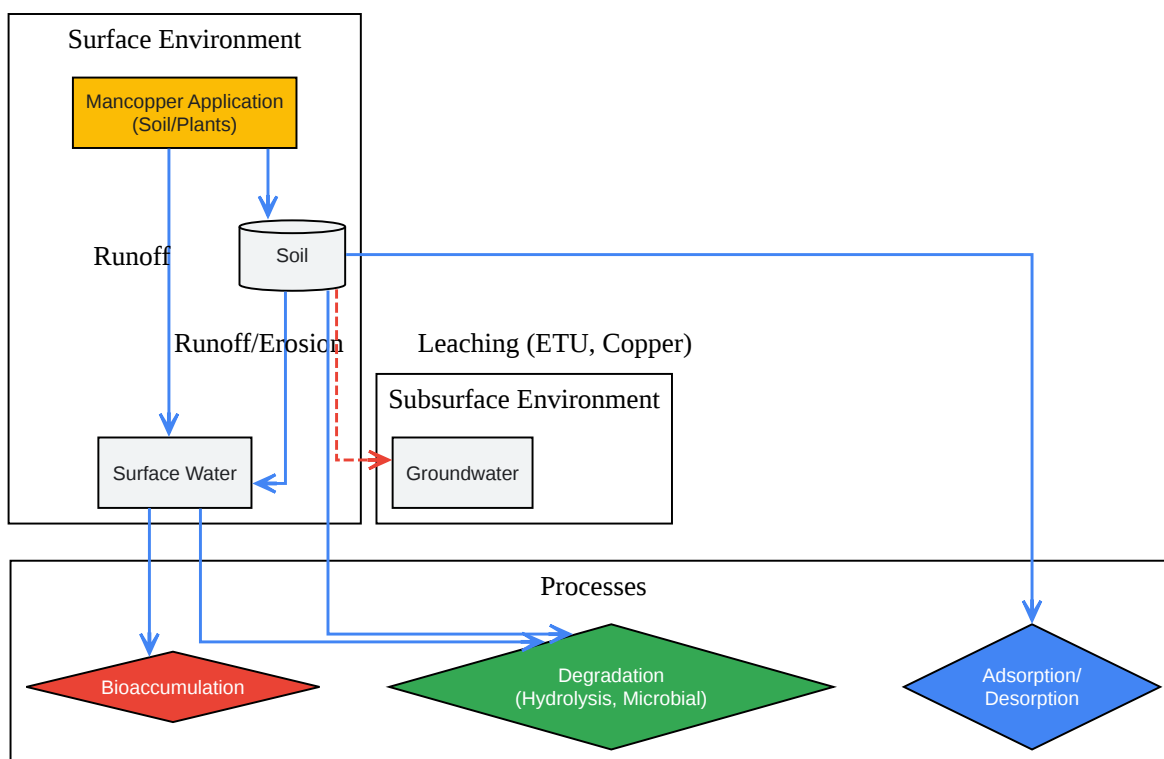 Surface Environment
Mancopper Application
(Soil/Plants)
Soil
Runoff
Runoff/Erosion
Leaching (ETU, Copper)
Subsurface Environment
Surface Water
Groundwater
Processes
Bioaccumulation
Degradation
(Hydrolysis, Microbial)
Adsorption/
Desorption